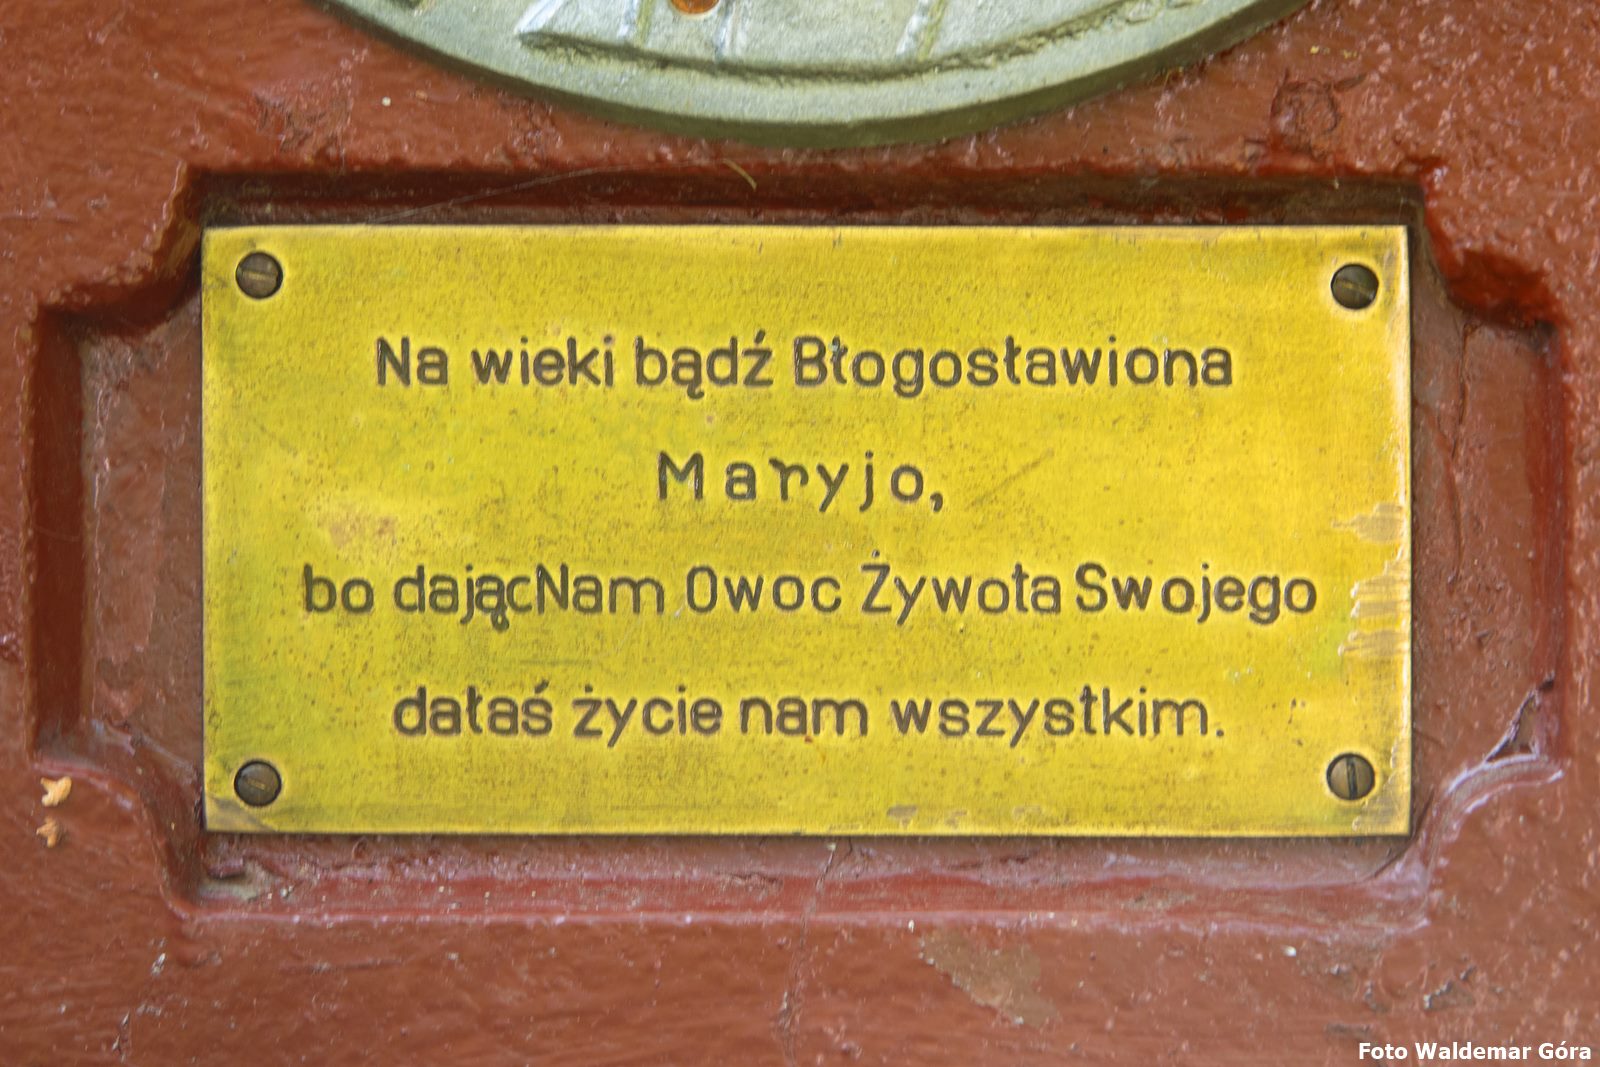 Na wieki bądź Błogosławiona
Maryjo,
bo dającNam Owoc Żywota Swojego
dałaś życie nam wszystkim.
Foto Waldemar Góra